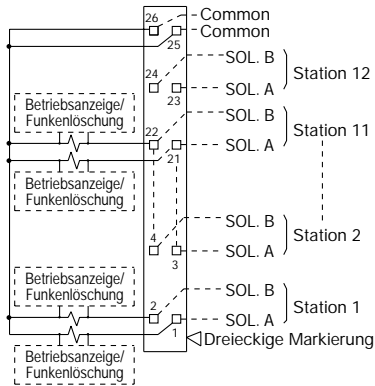 26 Common
25 Common
24 SOL. B
23 SOL. A
Station 12
Betriebsanzeige/
Funkenlöschung
22 SOL. B
21 SOL. A
Station 11
Betriebsanzeige/
Funkenlöschung
4 SOL. B
3 SOL. A
Station 2
Betriebsanzeige/
Funkenlöschung
2 SOL. B
1 SOL. A
Station 1
Dreieckige Markierung
Betriebsanzeige/
Funkenlöschung